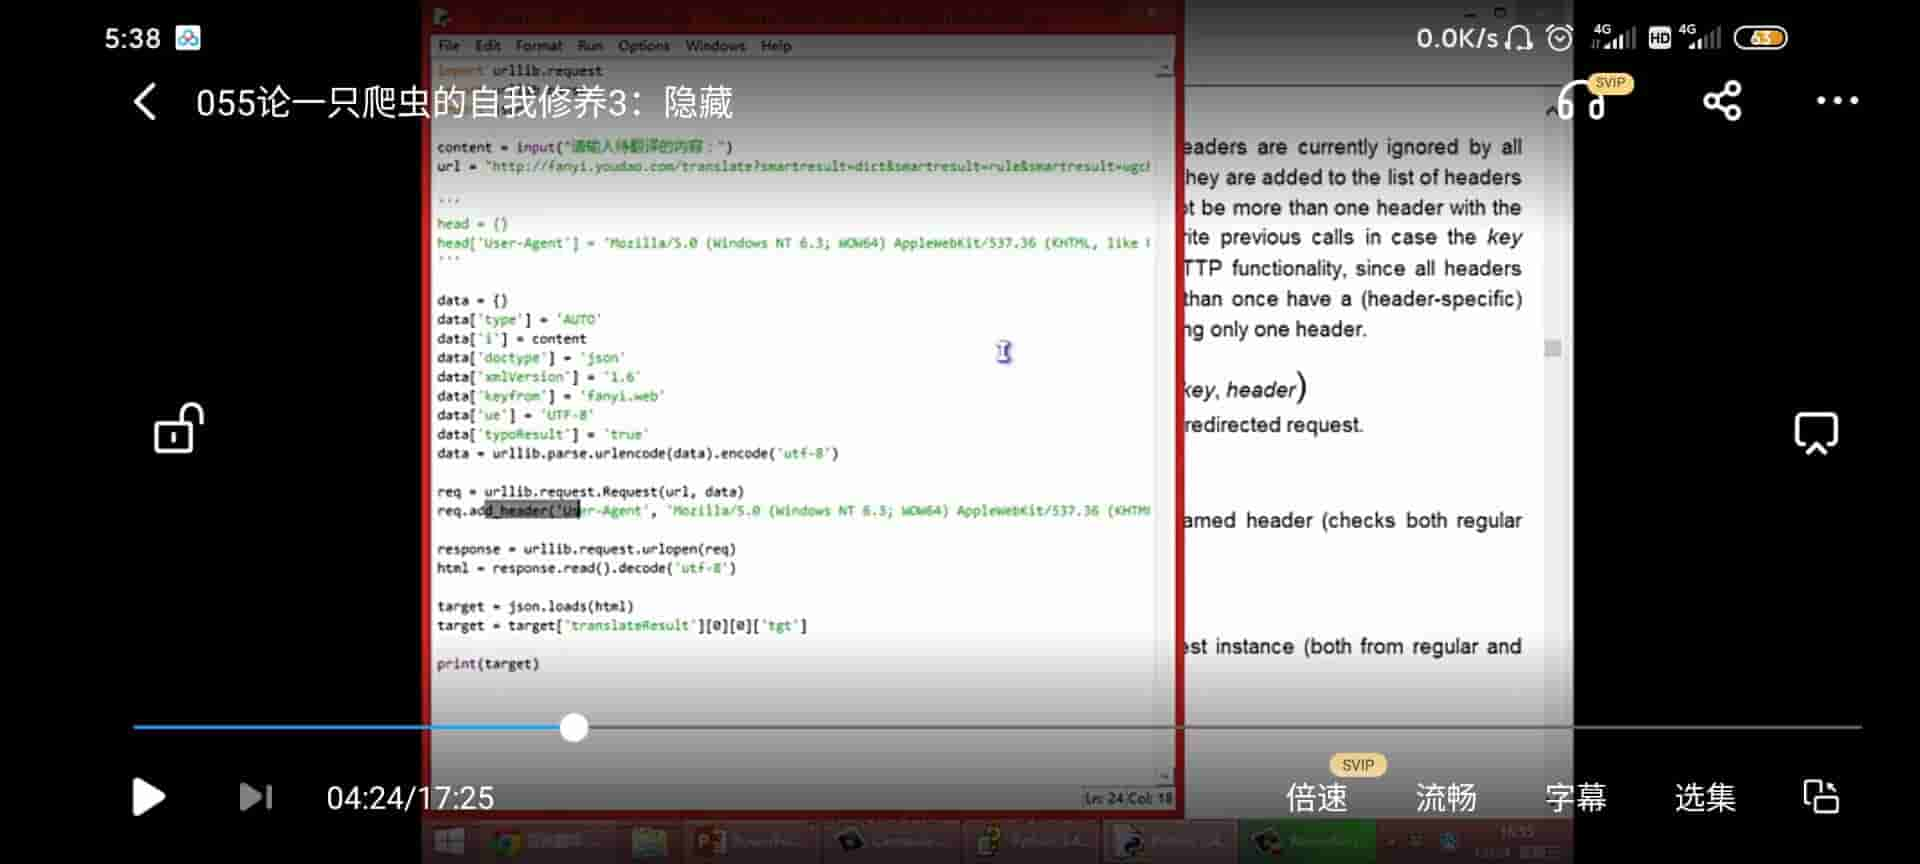 5:38
0.0K/s 4G HD 4G 63
055论一只爬虫的自我修养3：隐藏
SVIP
File Edit Format Run Options Windows Help
import urllib.request
content = input("请输入待翻译的内容：")
url = "http://fanyi.youdao.com/translate?smartresult=dict&smartresult=rule&smartresult=ugc
'''
head = {}
head['User-Agent'] = 'Mozilla/5.0 (Windows NT 6.3; WOW64) AppleWebKit/537.36 (KHTML, like
'''
data = {}
data['type'] = 'AUTO'
data['i'] = content
data['doctype'] = 'json'
data['xmlVersion'] = '1.6'
data['keyfrom'] = 'fanyi.web'
data['ue'] = 'UTF-8'
data['typoResult'] = 'true'
data = urllib.parse.urlencode(data).encode('utf-8')
req = urllib.request.Request(url, data)
req.add_header('User-Agent', 'Mozilla/5.0 (Windows NT 6.3; WOW64) AppleWebKit/537.36 (KHTM
response = urllib.request.urlopen(req)
html = response.read().decode('utf-8')
target = json.loads(html)
target = target['translateResult'][0][0]['tgt']
print(target)
Ln: 24 Col: 18
eaders are currently ignored by all
hey are added to the list of headers
ot be more than one header with the
rite previous calls in case the key
TTP functionality, since all headers
than once have a (header-specific)
ng only one header.
key, header)
redirected request.
amed header (checks both regular
est instance (both from regular and
04:24/17:25
SVIP
倍速 流畅 字幕 选集